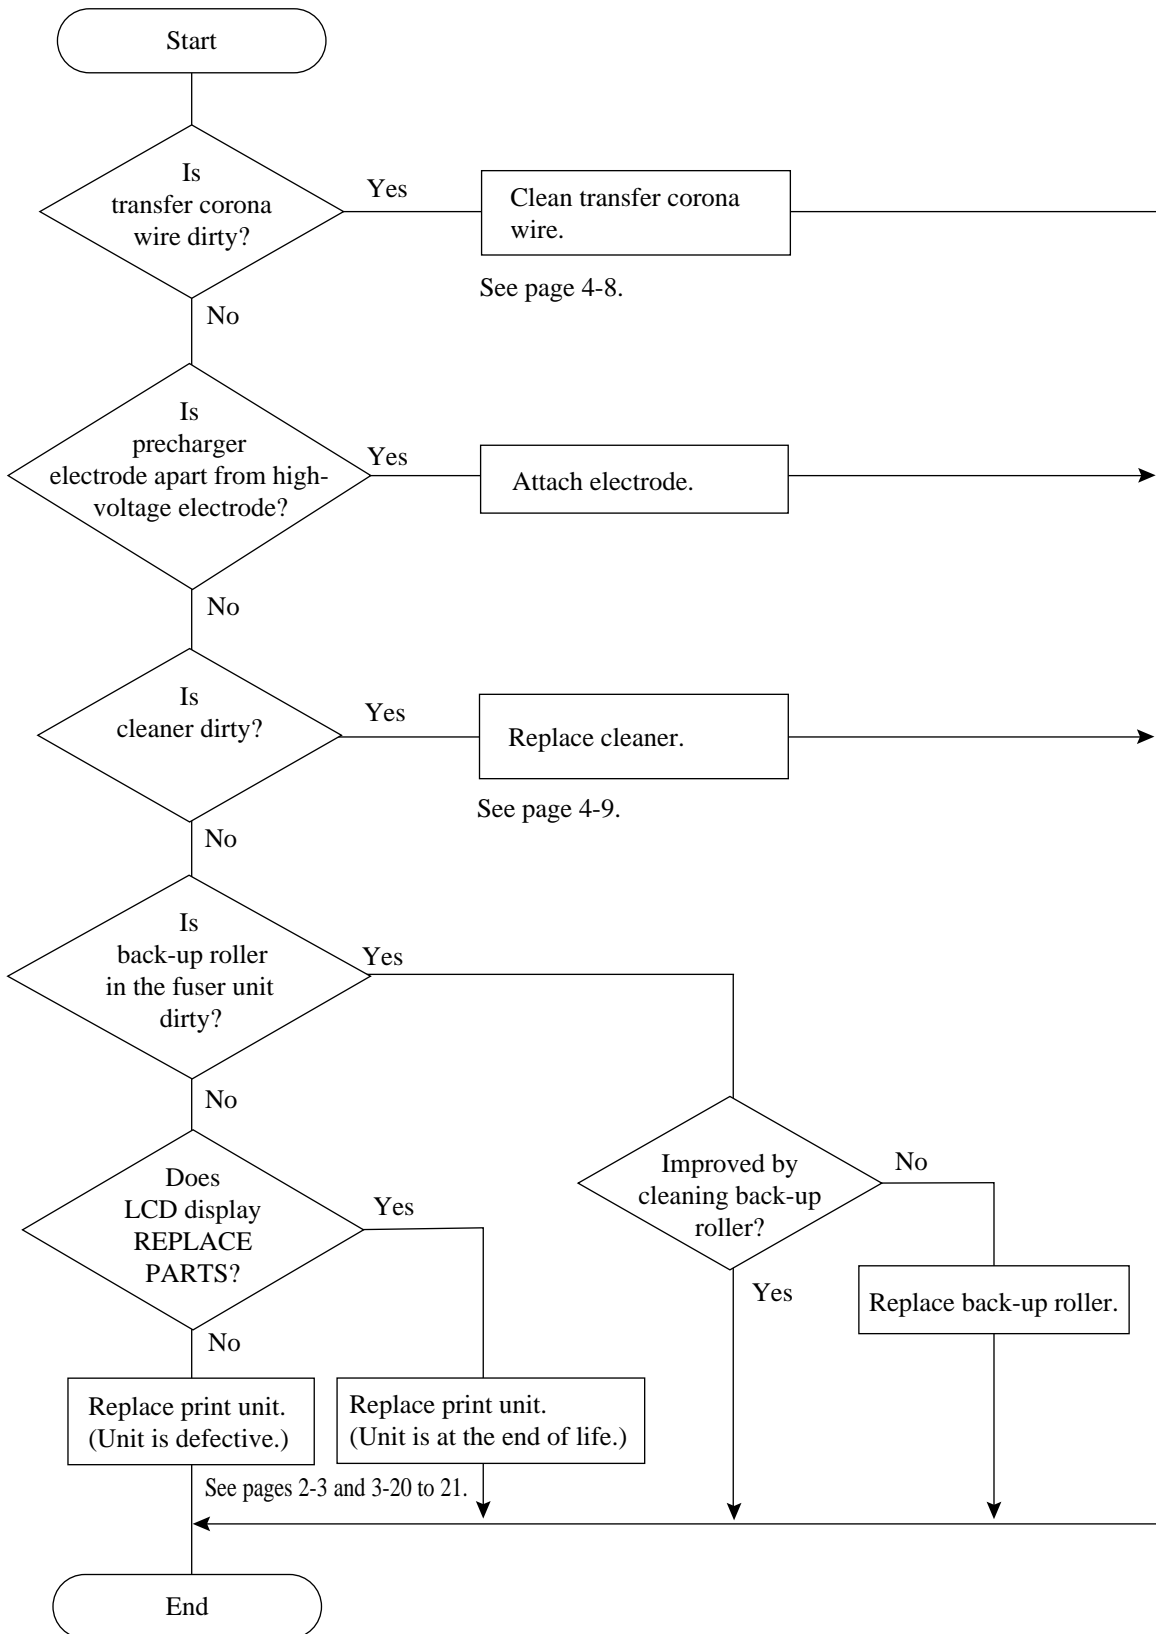 Start
Is
transfer corona
wire dirty?
Yes
Clean transfer corona
wire.
See page 4-8.
No
Is
precharger
electrode apart from high-
voltage electrode?
Yes
Attach electrode.
No
Is
cleaner dirty?
Yes
Replace cleaner.
See page 4-9.
No
Is
back-up roller
in the fuser unit
dirty?
Yes
No
Does
LCD display
REPLACE
PARTS?
Yes
Improved by
cleaning back-up
roller?
No
Yes
Replace back-up roller.
No
Replace print unit.
(Unit is defective.)
Replace print unit.
(Unit is at the end of life.)
See pages 2-3 and 3-20 to 21.
End